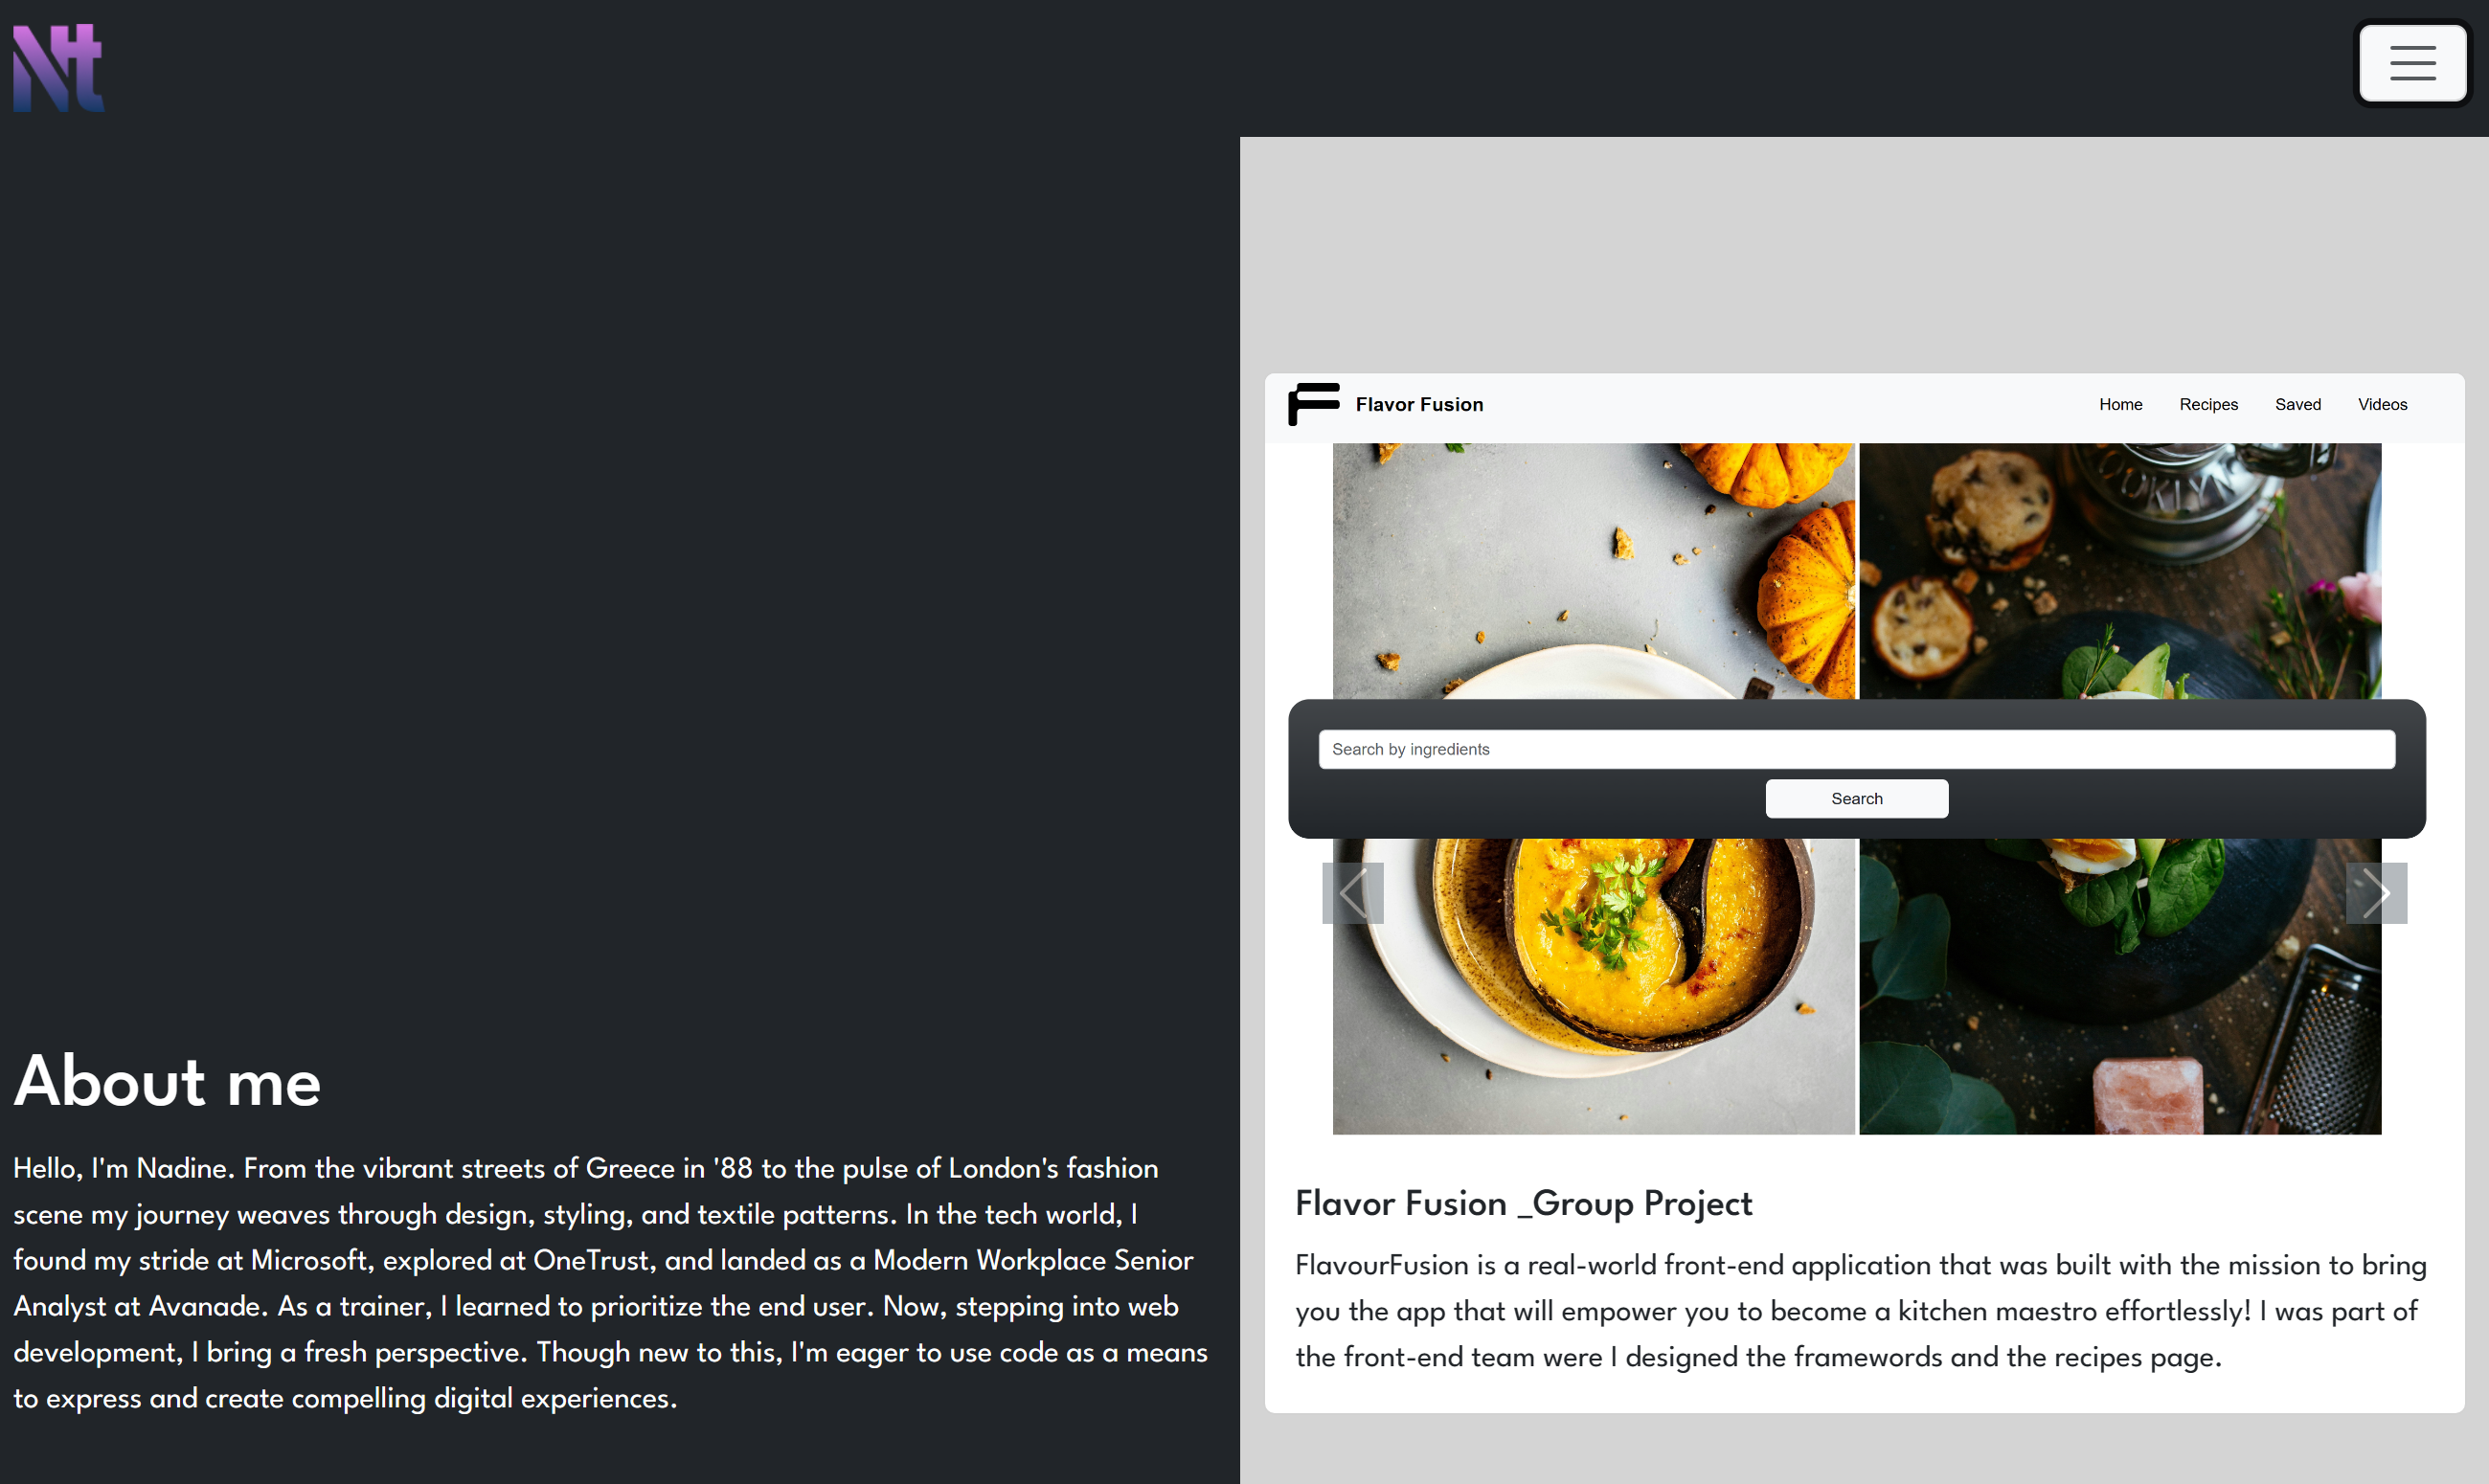 Nt
About me
Hello, I'm Nadine. From the vibrant streets of Greece in '88 to the pulse of London's fashion
scene my journey weaves through design, styling, and textile patterns. In the tech world, I
found my stride at Microsoft, explored at OneTrust, and landed as a Modern Workplace Senior
Analyst at Avanade. As a trainer, I learned to prioritize the end user. Now, stepping into web
development, I bring a fresh perspective. Though new to this, I'm eager to use code as a means
to express and create compelling digital experiences.
Flavor Fusion
Home Recipes Saved Videos
OOKLYN
Search by ingredients
Search
Flavor Fusion _Group Project
FlavourFusion is a real-world front-end application that was built with the mission to bring
you the app that will empower you to become a kitchen maestro effortlessly! I was part of
the front-end team were I designed the framewords and the recipes page.